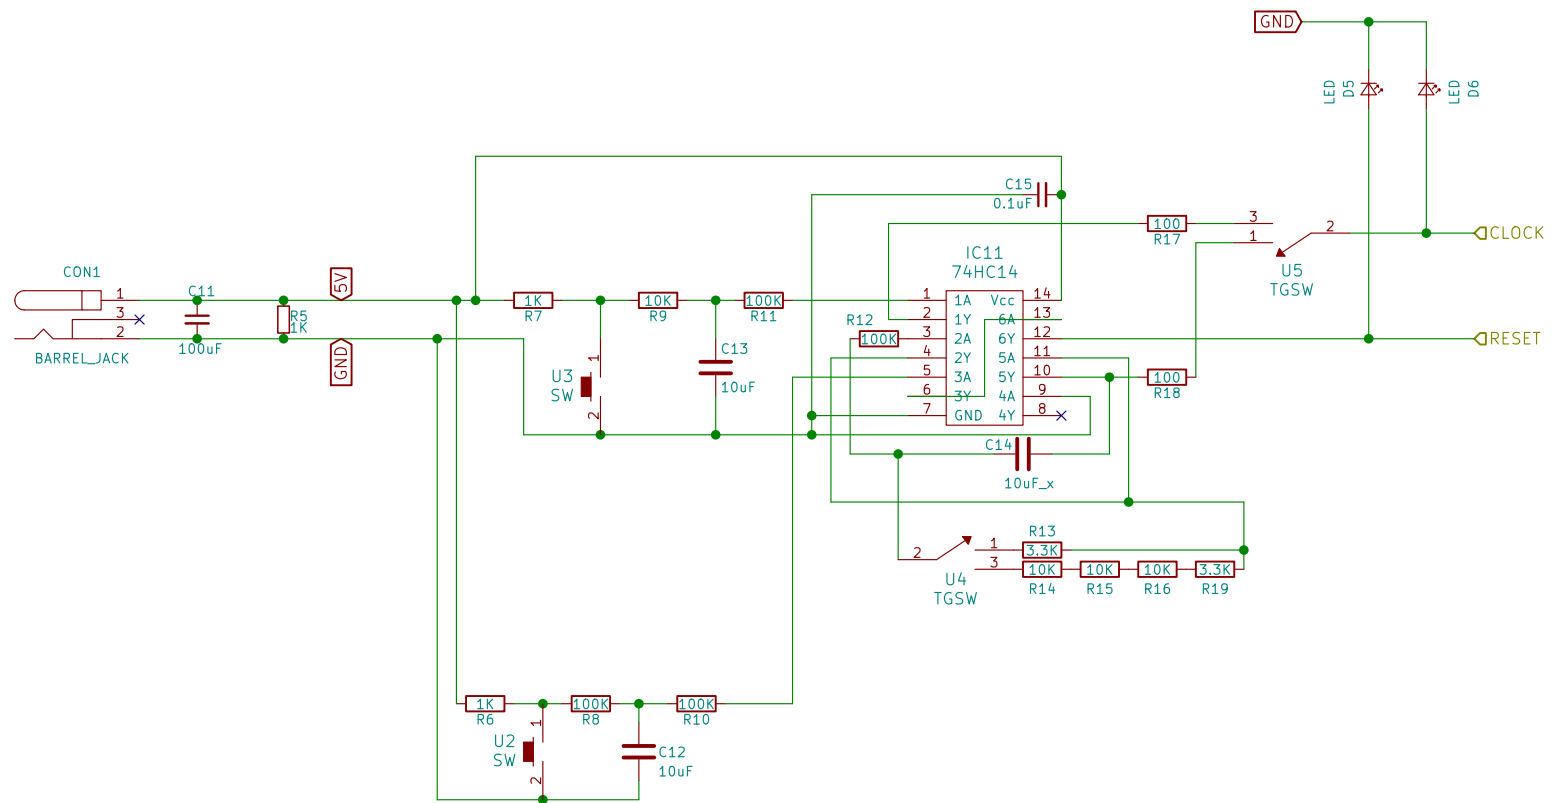 GND
LED
D5
LED
D6
C15
0.1uF
3
1
100
R17
2
CLOCK
U5
TGSW
IC11
74HC14
CON1
1
3
2
BARREL_JACK
C11
100uF
5V
GND
R5
1K
1K
R7
10K
R9
100K
R11
U3
SW
1
2
C13
10uF
R12
100K
1 1A Vcc 14
2 1Y 6A 13
3 2A 6Y 12
4 2Y 5A 11
5 3A 5Y 10
6 3Y 4A 9
7 GND 4Y 8
RESET
100
R18
C14
10uF_x
2
1
3
U4
TGSW
R13
3.3K
10K
R14
10K
R15
10K
R16
3.3K
R19
1K
R6
100K
R8
100K
R10
U2
SW
1
2
C12
10uF